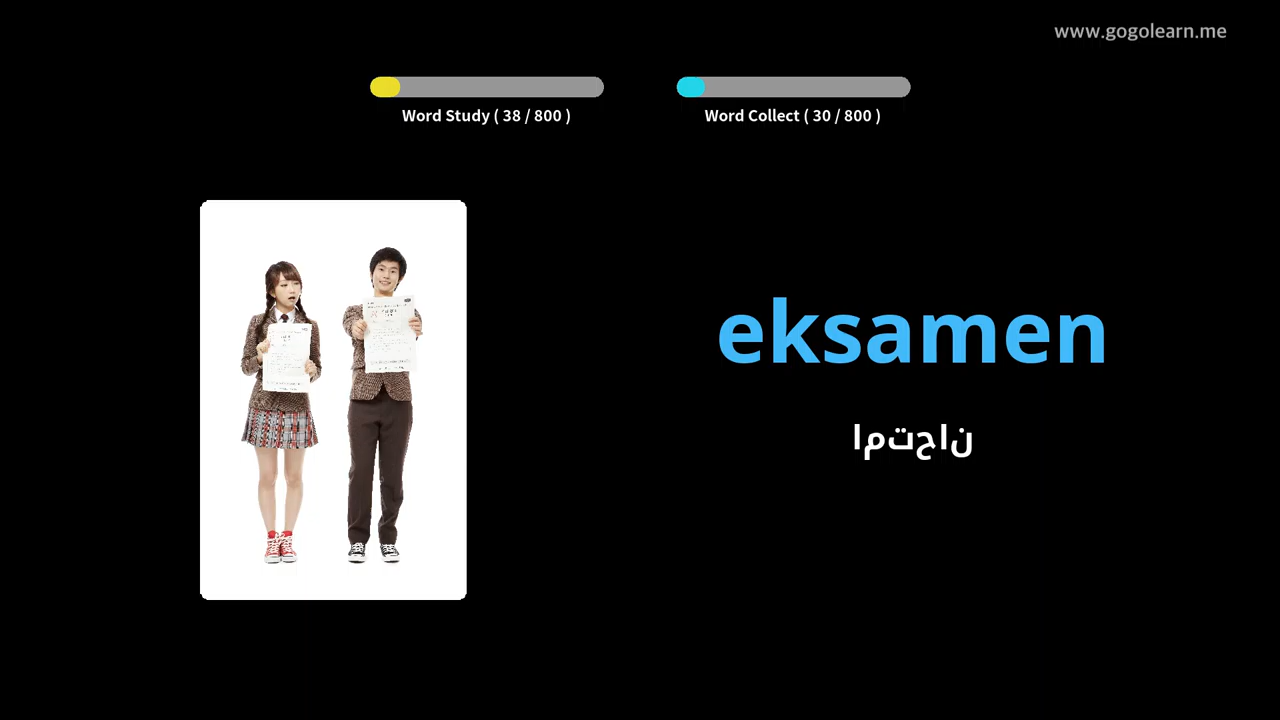 www.gogolearn.me
Word Study ( 38 / 800 )
Word Collect ( 30 / 800 )
eksamen
امتحان